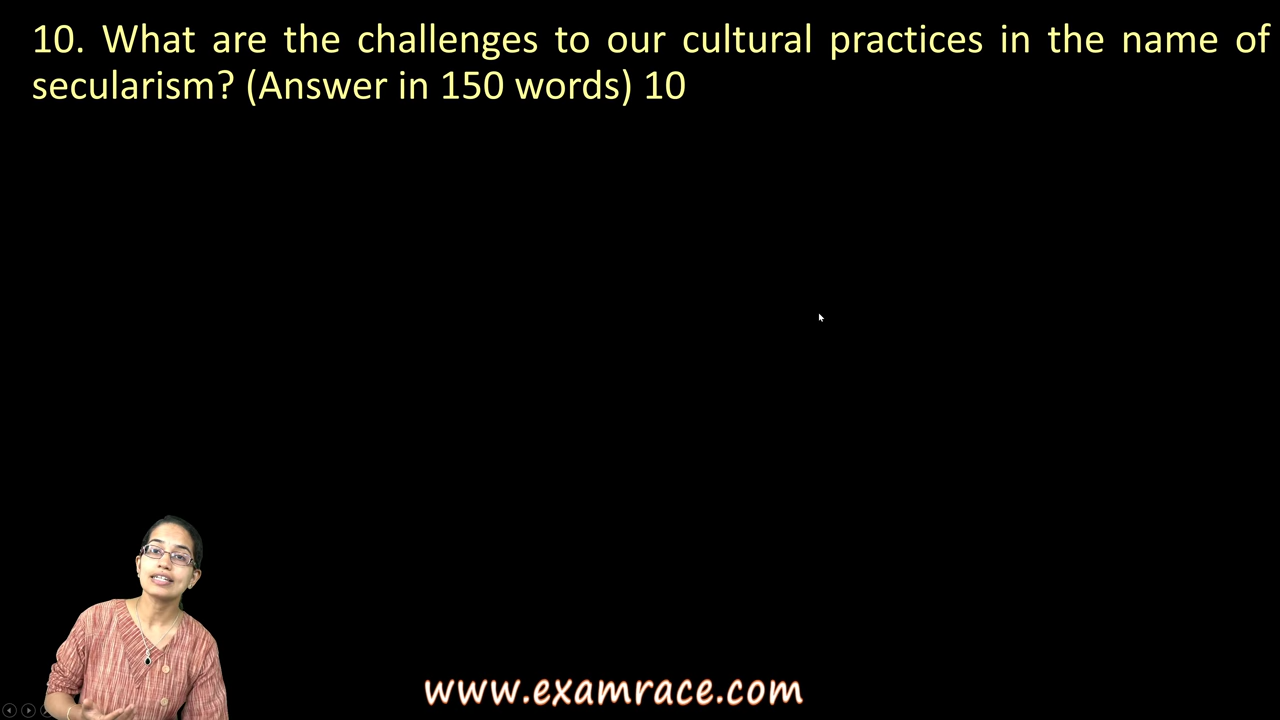 10. What are the challenges to our cultural practices in the name of
secularism? (Answer in 150 words) 10
www.examrace.com